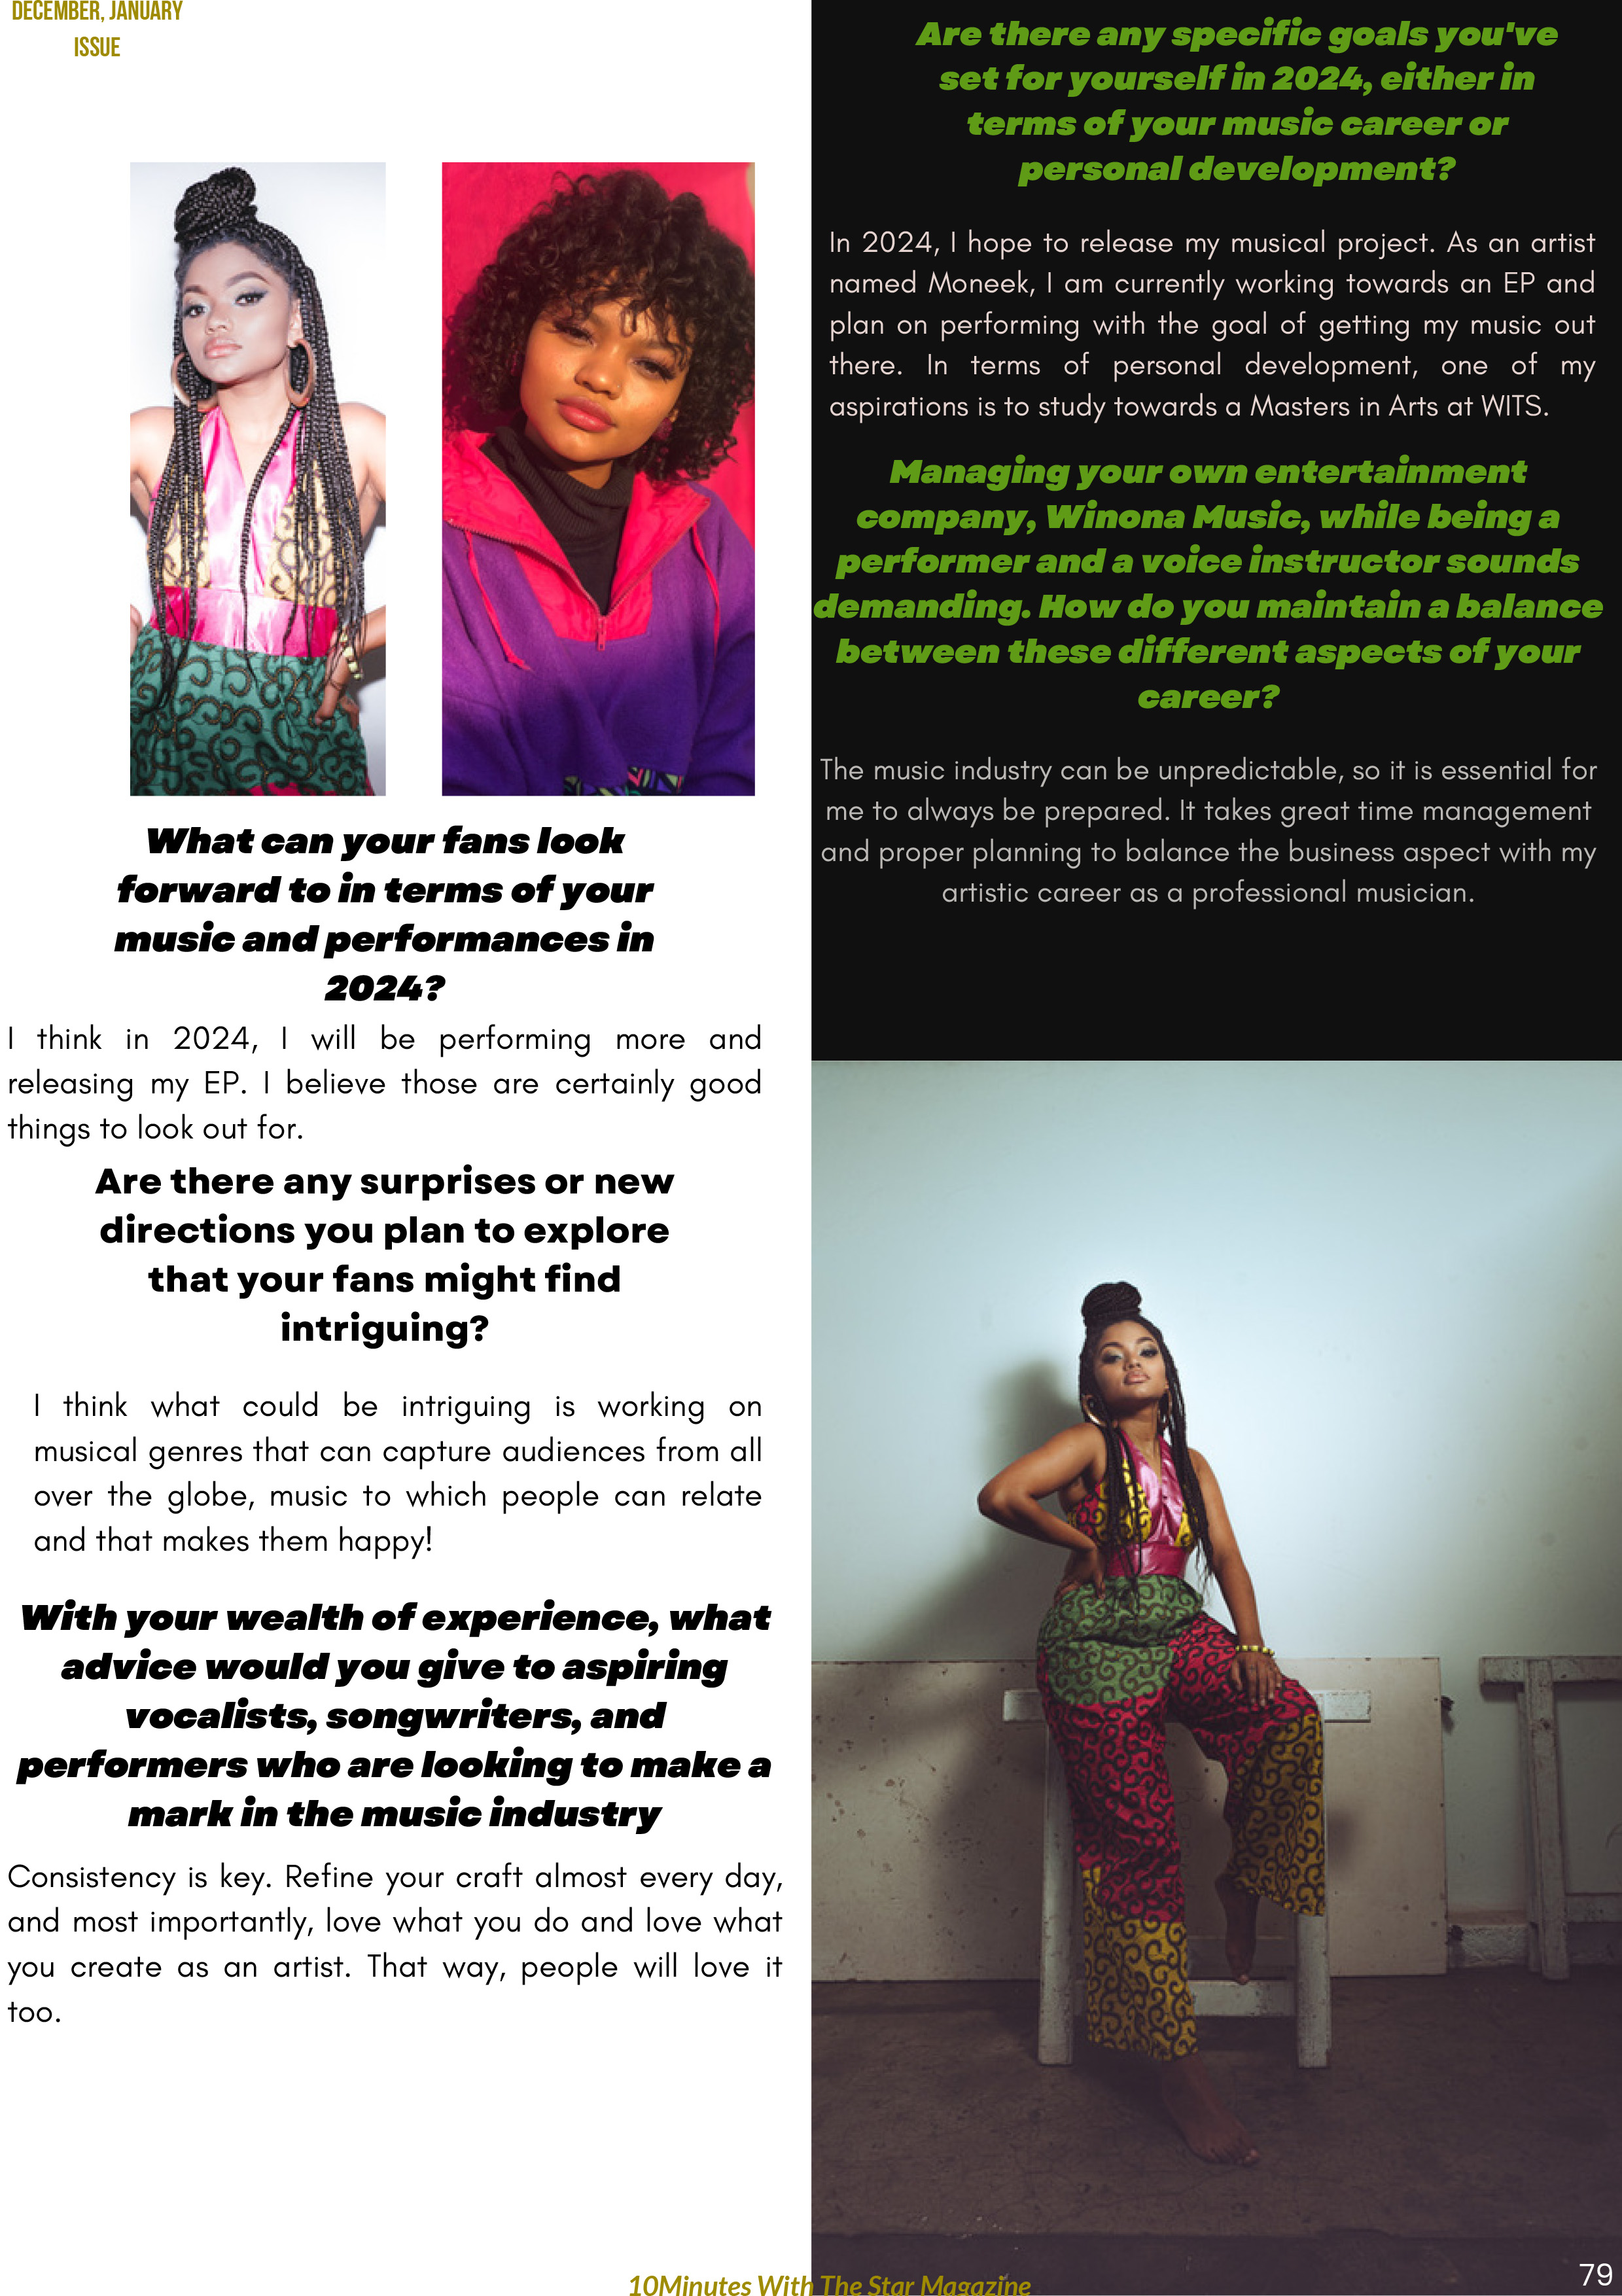 DECEMBER, JANUARY
ISSUE
What can your fans look
forward to in terms of your
music and performances in
2024?
I think in 2024, I will be performing more and
releasing my EP. I believe those are certainly good
things to look out for.
Are there any surprises or new
directions you plan to explore
that your fans might find
intriguing?
I think what could be intriguing is working on
musical genres that can capture audiences from all
over the globe, music to which people can relate
and that makes them happy!
With your wealth of experience, what
advice would you give to aspiring
vocalists, songwriters, and
performers who are looking to make a
mark in the music industry
Consistency is key. Refine your craft almost every day,
and most importantly, love what you do and love what
you create as an artist. That way, people will love it
too.
Are there any specific goals you've
set for yourself in 2024, either in
terms of your music career or
personal development?
In 2024, I hope to release my musical project. As an artist
named Moneek, I am currently working towards an EP and
plan on performing with the goal of getting my music out
there. In terms of personal development, one of my
aspirations is to study towards a Masters in Arts at WITS.
Managing your own entertainment
company, Winona Music, while being a
performer and a voice instructor sounds
demanding. How do you maintain a balance
between these different aspects of your
career?
The music industry can be unpredictable, so it is essential for
me to always be prepared. It takes great time management
and proper planning to balance the business aspect with my
artistic career as a professional musician.
10Minutes With The Star Magazine
79